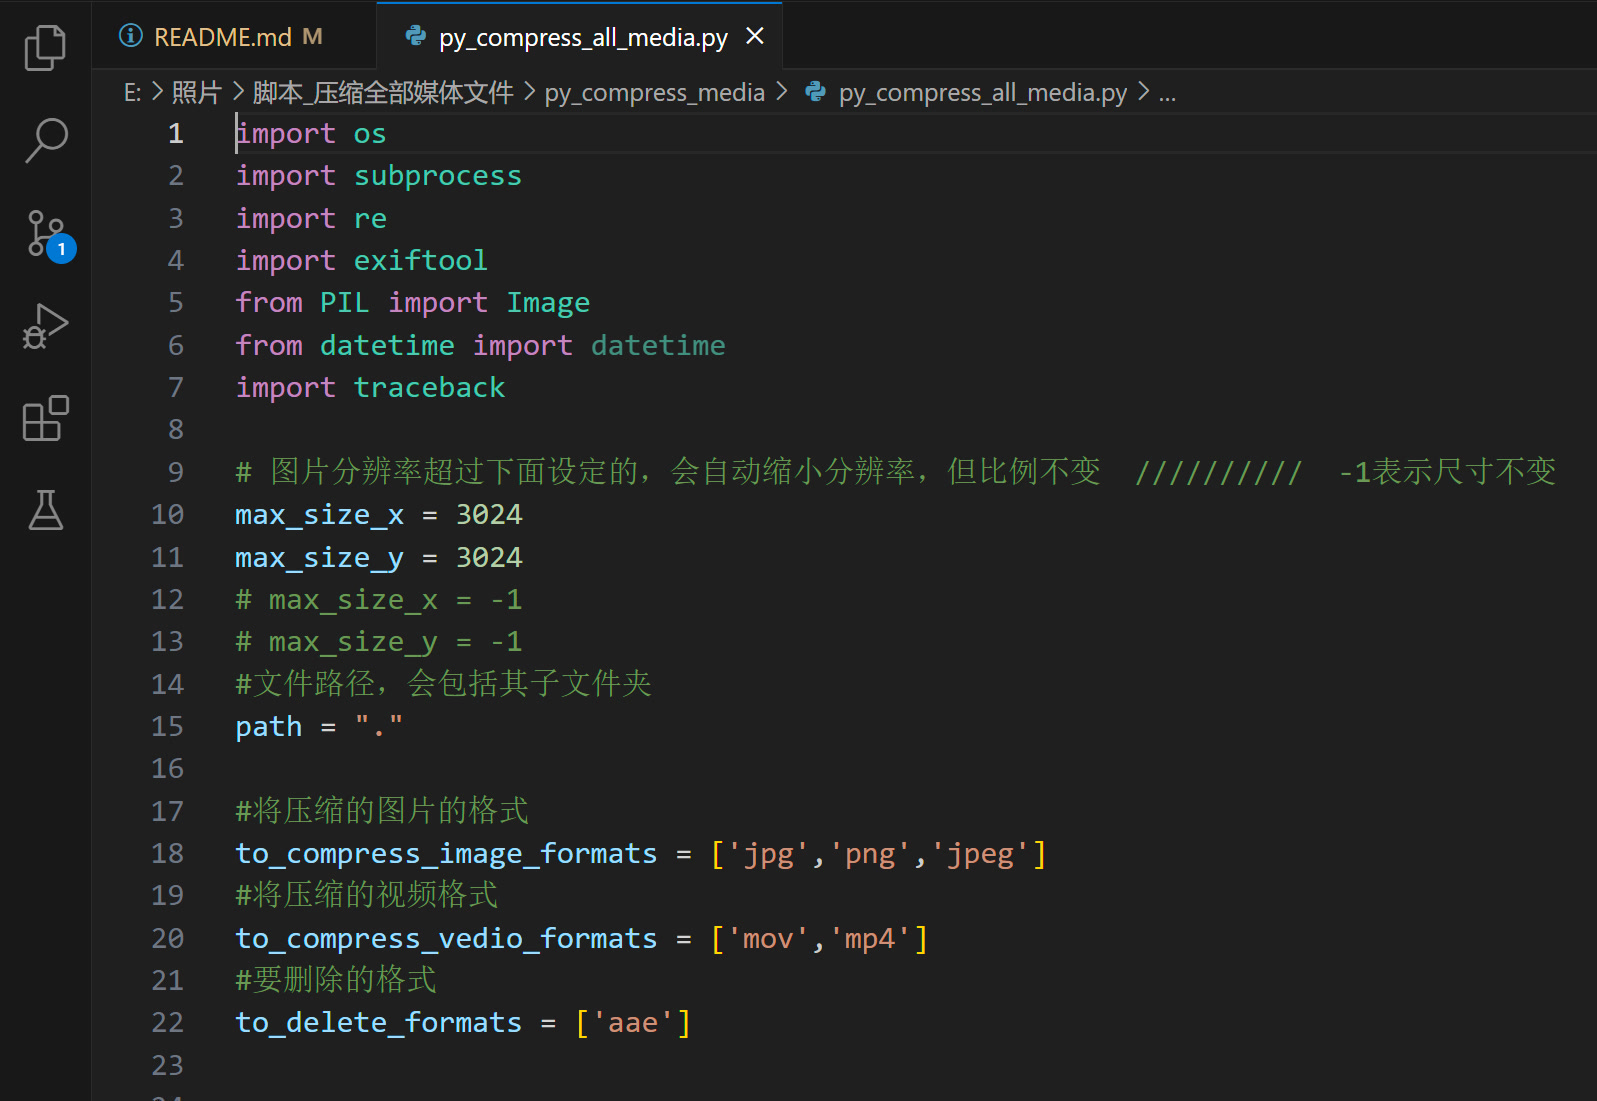 README.md M
py_compress_all_media.py ×
E: > 照片 > 脚本_压缩全部媒体文件 > py_compress_media > py_compress_all_media.py > ...
1 import os
2 import subprocess
1
3 import re
4 import exiftool
5 from PIL import Image
6 from datetime import datetime
7 import traceback
8
9 # 图片分辨率超过下面设定的，会自动缩小分辨率，但比例不变 ////////// -1表示尺寸不变
10 max_size_x = 3024
11 max_size_y = 3024
12 # max_size_x = -1
13 # max_size_y = -1
14 #文件路径，会包括其子文件夹
15 path = "."
16
17 #将压缩的图片的格式
18 to_compress_image_formats = ['jpg','png','jpeg']
19 #将压缩的视频格式
20 to_compress_vedio_formats = ['mov','mp4']
21 #要删除的格式
22 to_delete_formats = ['aae']
23